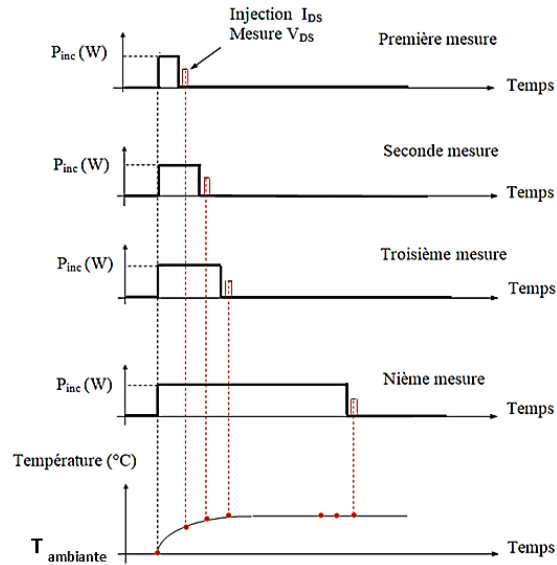 Injection I_DS
Mesure V_DS
Première mesure
P_inc (W)
Temps
Seconde mesure
P_inc (W)
Temps
Troisième mesure
P_inc (W)
Temps
Nième mesure
P_inc (W)
Temps
Température (°C)
T ambiante
Temps